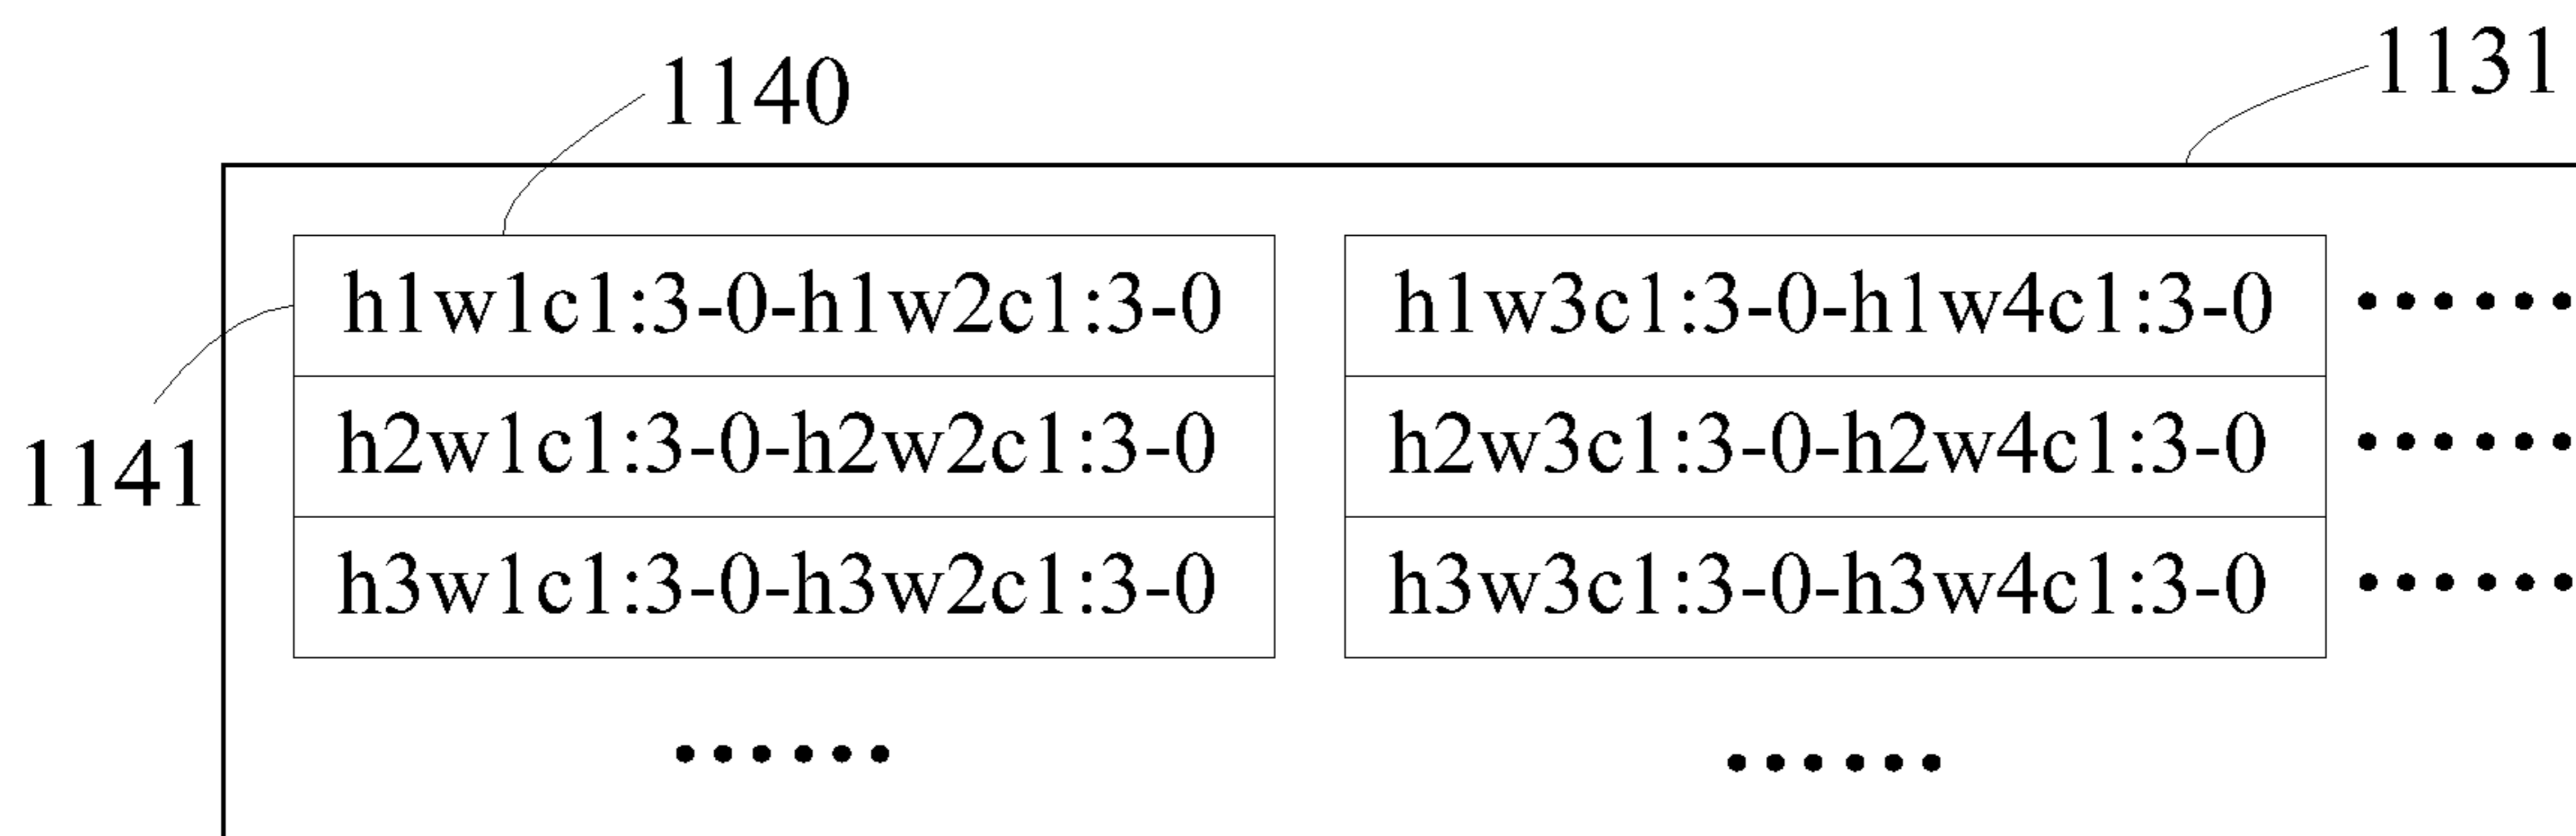 1131
1140
h1w1c1:3-0-h1w2c1:3-0 h1w3c1:3-0-h1w4c1:3-0 ••••••
h2w1c1:3-0-h2w2c1:3-0 h2w3c1:3-0-h2w4c1:3-0 ••••••
1141
h3w1c1:3-0-h3w2c1:3-0 h3w3c1:3-0-h3w4c1:3-0 ••••••
•••••• ••••••